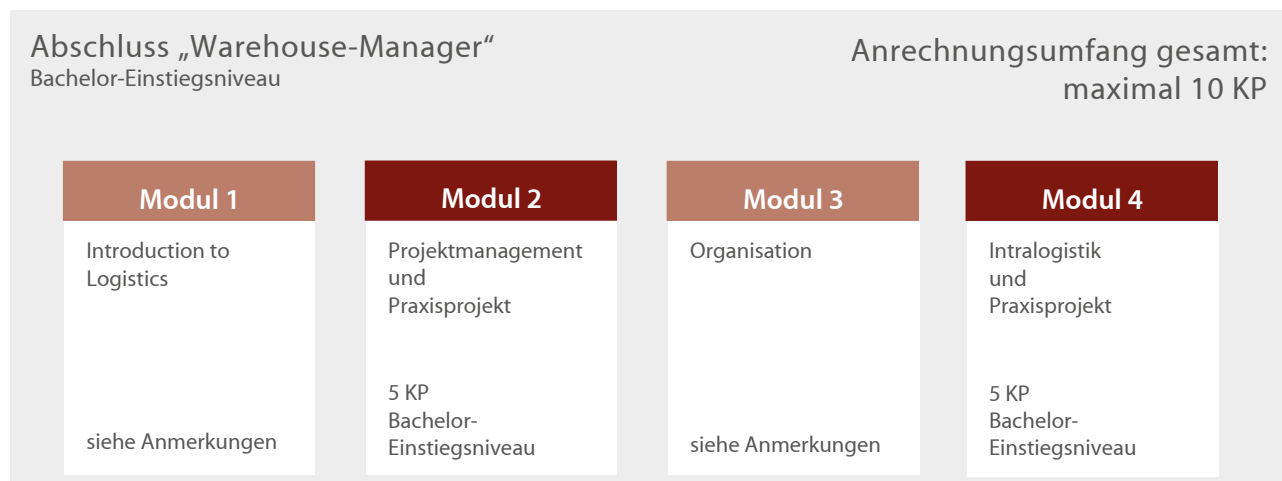 Abschluss „Warehouse-Manager“
Bachelor-Einstiegsniveau
Anrechnungsumfang gesamt:
maximal 10 KP
Modul 1
Introduction to
Logistics
siehe Anmerkungen
Modul 2
Projektmanagement
und
Praxisprojekt
5 KP
Bachelor-
Einstiegsniveau
Modul 3
Organisation
siehe Anmerkungen
Modul 4
Intralogistik
und
Praxisprojekt
5 KP
Bachelor-
Einstiegsniveau